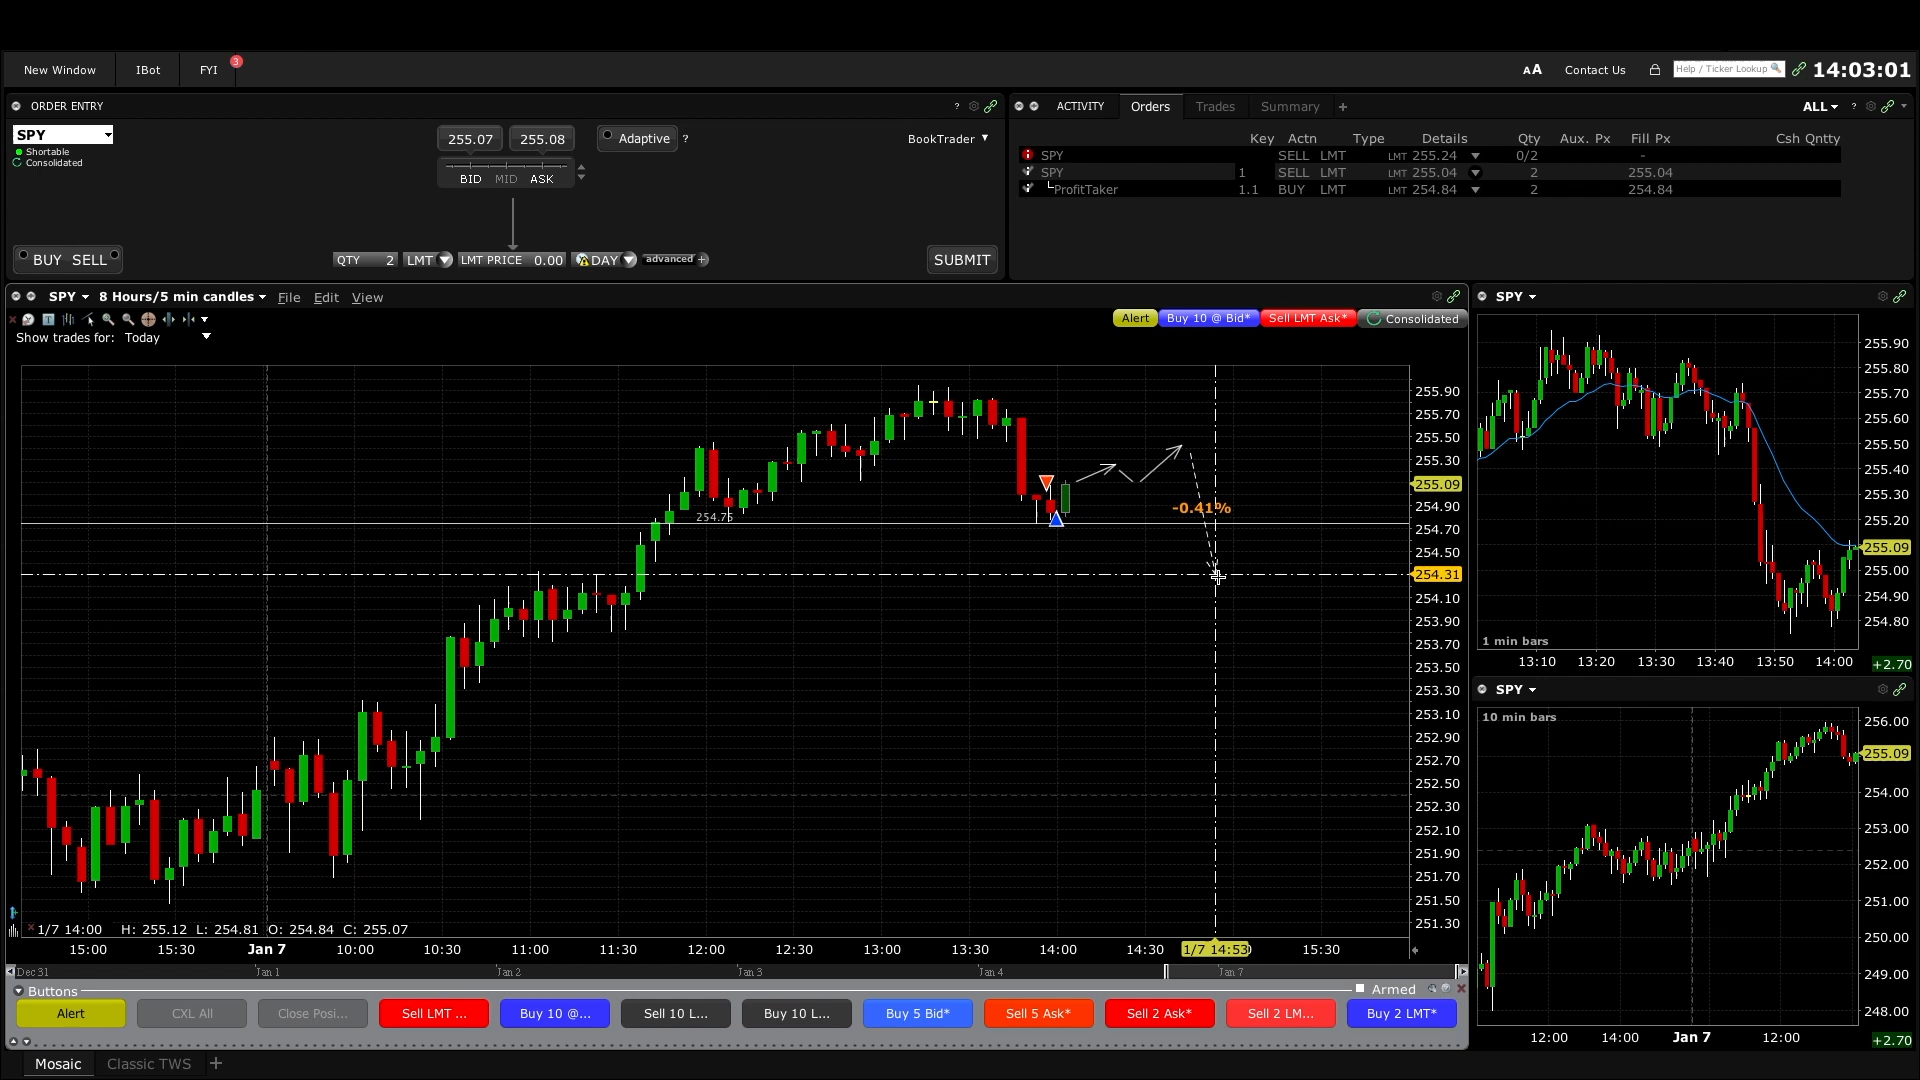 New Window IBot FYI 3 AA Contact Us Help / Ticker Lookup 14:03:01
ORDER ENTRY ?
SPY
Shortable
Consolidated
255.07 255.08 Adaptive ? BookTrader
BID MID ASK
BUY SELL QTY 2 LMT LMT PRICE 0.00 DAY advanced + SUBMIT
ACTIVITY Orders Trades Summary + ALL ?
Key Actn Type Details Qty Aux. Px Fill Px Csh Qntty
SPY SELL LMT LMT 255.24 0/2 -
SPY 1 SELL LMT LMT 255.04 2 255.04
ProfitTaker 1.1 BUY LMT LMT 254.84 2 254.84
SPY 8 Hours/5 min candles File Edit View
Alert Buy 10 @ Bid* Sell LMT Ask* Consolidated
Show trades for: Today
255.90
255.70
255.50
255.30
255.09
254.90
254.70
254.50
254.31
254.10
253.90
253.70
253.50
253.30
253.10
252.90
252.70
252.50
252.30
252.10
251.90
251.70
251.50
251.30
254.75
-0.41%
1/7 14:00 H: 255.12 L: 254.81 O: 254.84 C: 255.07
15:00 15:30 Jan 7 10:00 10:30 11:00 11:30 12:00 12:30 13:00 13:30 14:00 14:30 1/7 14:53 15:30
Dec 31 Jan 1 Jan 2 Jan 3 Jan 4 Jan 7
Buttons Armed
Alert CXL All Close Posi... Sell LMT ... Buy 10 @... Sell 10 L... Buy 10 L... Buy 5 Bid* Sell 5 Ask* Sell 2 Ask* Sell 2 LM... Buy 2 LMT*
Mosaic Classic TWS +
SPY
255.90
255.80
255.70
255.60
255.50
255.40
255.30
255.20
255.09
255.00
254.90
254.80
1 min bars
13:10 13:20 13:30 13:40 13:50 14:00 +2.70
SPY
10 min bars
256.00
255.09
254.00
253.00
252.00
251.00
250.00
249.00
248.00
12:00 14:00 Jan 7 12:00 +2.70